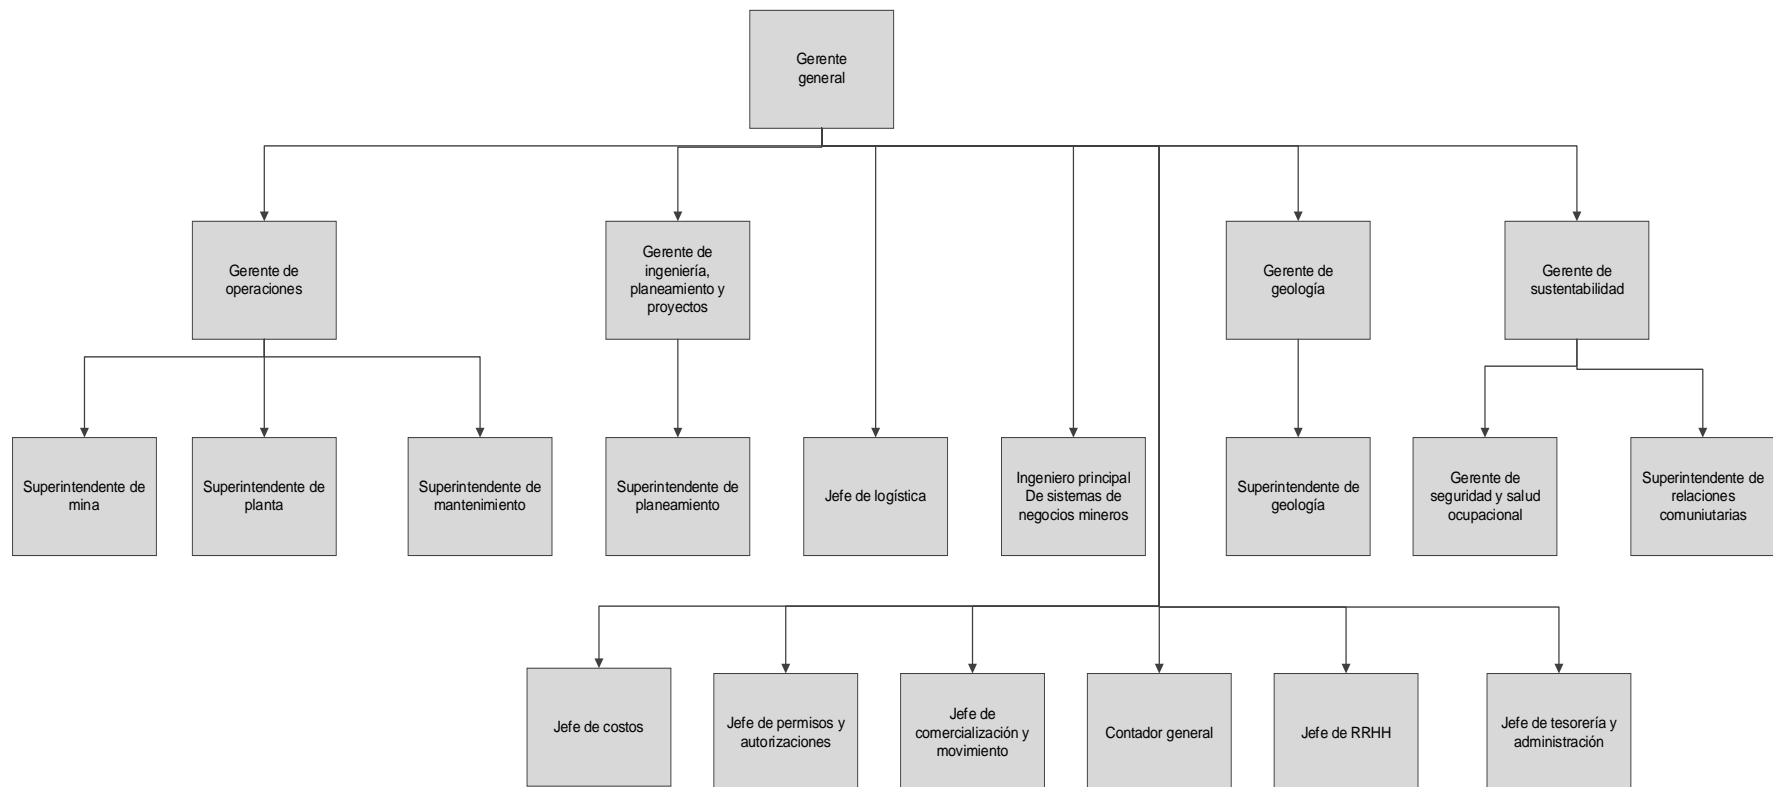 Gerente
general
Gerente de
operaciones
Gerente de
ingeniería,
planeamiento y
proyectos
Gerente de
geología
Gerente de
sustentabilidad
Superintendente de
mina
Superintendente de
planta
Superintendente de
mantenimiento
Superintendente de
planeamiento
Jefe de logística
Ingeniero principal
De sistemas de
negocios mineros
Superintendente de
geología
Gerente de
seguridad y salud
ocupacional
Superintendente de
relaciones
comuniutarias
Jefe de costos
Jefe de permisos y
autorizaciones
Jefe de
comercialización y
movimiento
Contador general
Jefe de RRHH
Jefe de tesorería y
administración